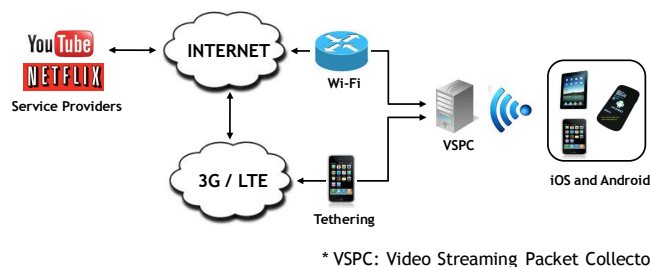 YouTube
NETFLIX
Service Providers
INTERNET
Wi-Fi
VSPC
iOS and Android
3G / LTE
Tethering
* VSPC: Video Streaming Packet Collecto